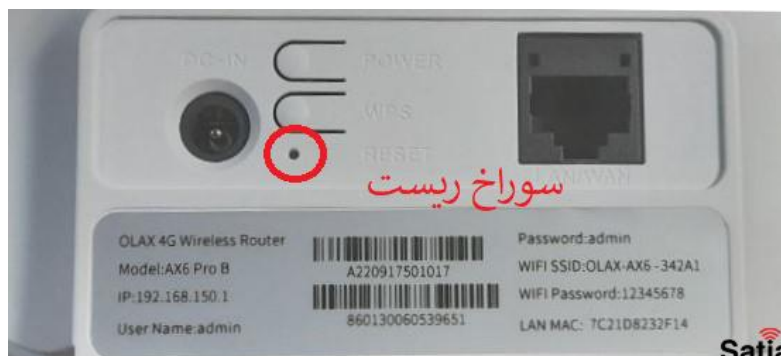 DC-IN
POWER
WPS
RESET
LAN/WAN
سوراخ ریست
OLAX 4G Wireless Router
Model:AX6 Pro B
IP:192.168.150.1
User Name:admin
A220917501017
860130060539651
Password:admin
WIFI SSID:OLAX-AX6-342A1
WIFI Password:12345678
LAN MAC: 7C21D8232F14